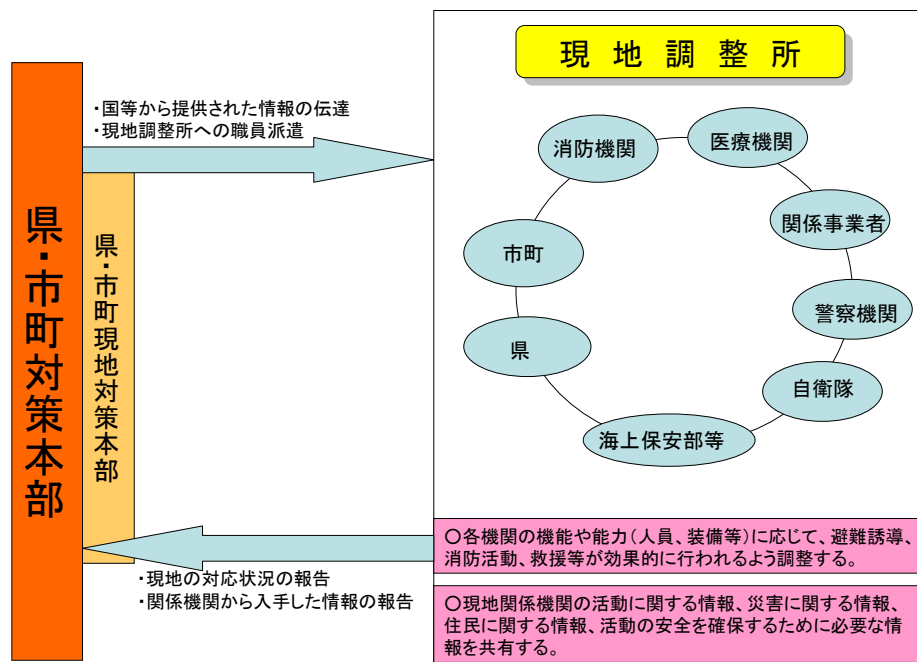 現地調整所
・国等から提供された情報の伝達
・現地調整所への職員派遣
県・市町対策本部
県・市町現地対策本部
消防機関
医療機関
市町
関係事業者
県
警察機関
自衛隊
海上保安部等
・現地の対応状況の報告
・関係機関から入手した情報の報告
○各機関の機能や能力(人員、装備等)に応じて、避難誘導、
消防活動、救援等が効果的に行われるよう調整する。
○現地関係機関の活動に関する情報、災害に関する情報、
住民に関する情報、活動の安全を確保するために必要な情
報を共有する。